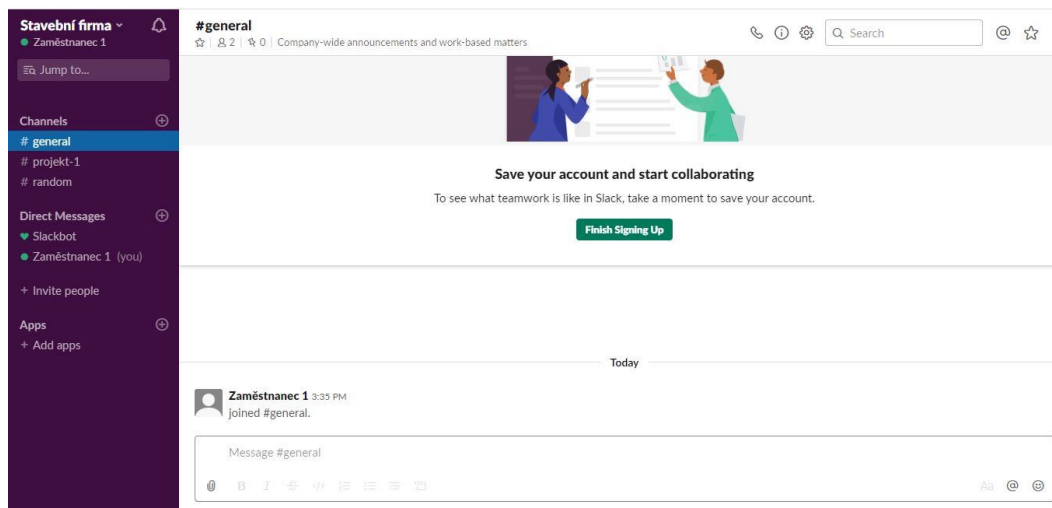 Stavební firma
Zaměstnanec 1
Jump to...
Channels
# general
# projekt-1
# random
Direct Messages
Slackbot
Zaměstnanec 1 (you)
+ Invite people
Apps
+ Add apps
#general
2 | 0 | Company-wide announcements and work-based matters
Search
Save your account and start collaborating
To see what teamwork is like in Slack, take a moment to save your account.
Finish Signing Up
Today
Zaměstnanec 1 3:35 PM
joined #general.
Message #general
B I S Aa @